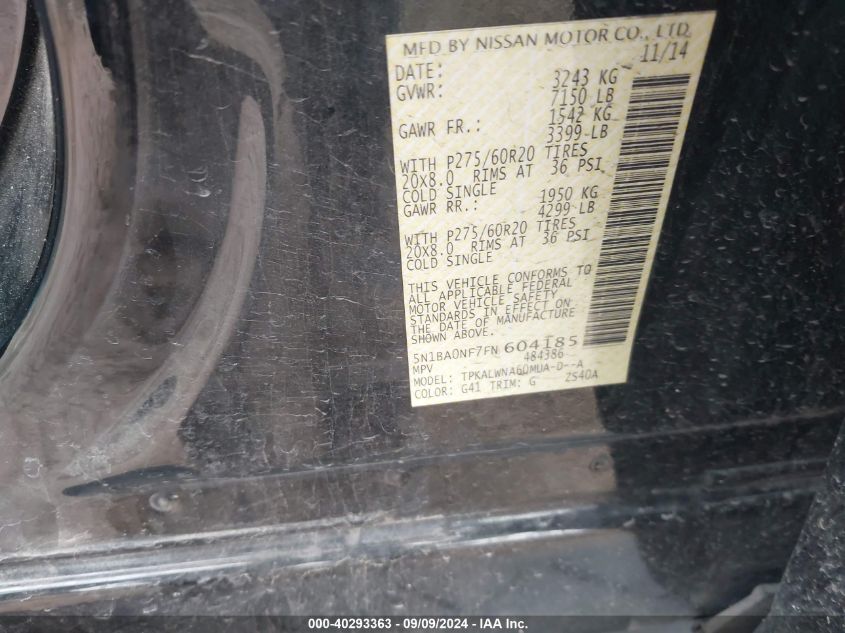 MFD BY NISSAN MOTOR CO., LTD.
DATE: 11/14
GVWR: 3243 KG
7150 LB
GAWR FR.: 1542 KG
3399 LB
WITH P275/60R20 TIRES
20X8.0 RIMS AT 36 PSI
COLD SINGLE
GAWR RR.: 1950 KG
4299 LB
WITH P275/60R20 TIRES
20X8.0 RIMS AT 36 PSI
COLD SINGLE
THIS VEHICLE CONFORMS TO
ALL APPLICABLE FEDERAL
MOTOR VEHICLE SAFETY
STANDARDS IN EFFECT ON
THE DATE OF MANUFACTURE
SHOWN ABOVE.
5N1BA0NF7FN 604185
MPV 484386
MODEL: TPKALWNA60MUA-D--A
COLOR: G41 TRIM: G ZS40A
000-40293363 - 09/09/2024 - IAA, Inc.